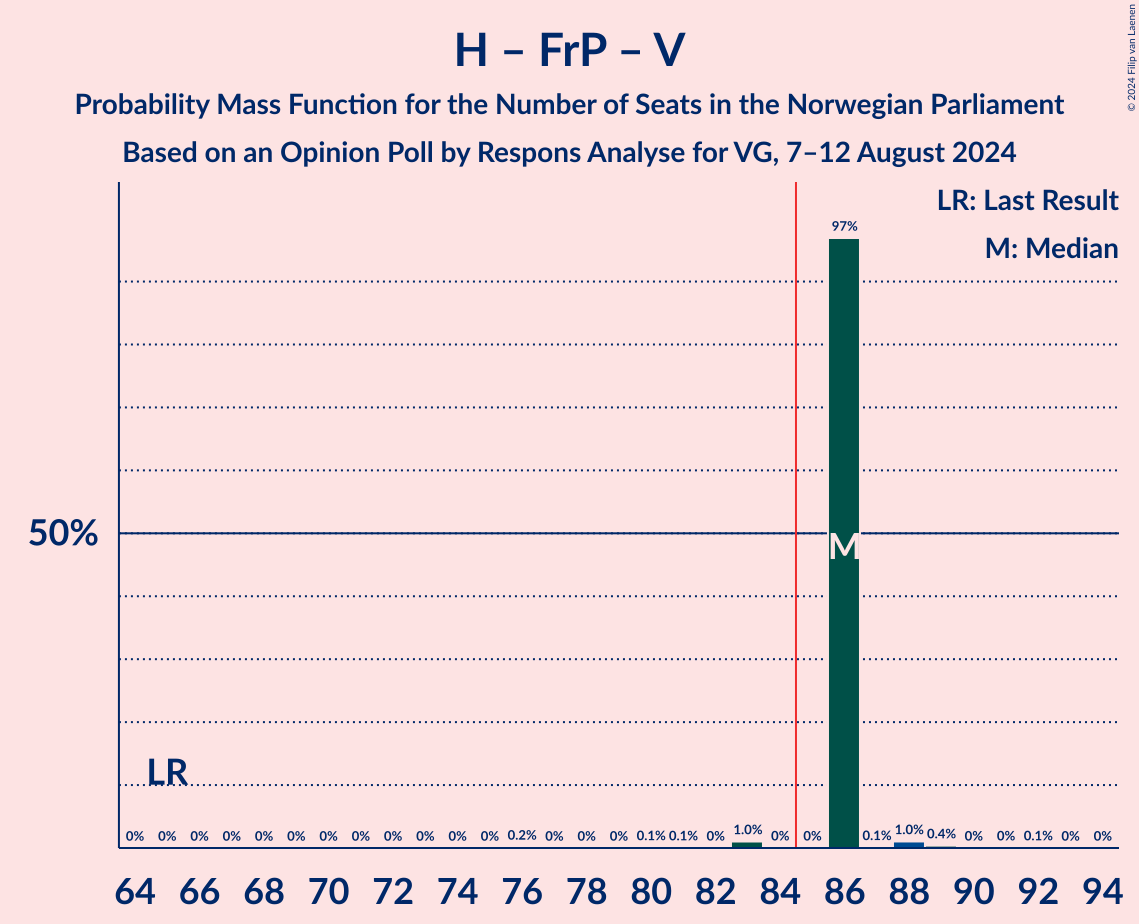 H – FrP – V
Probability Mass Function for the Number of Seats in the Norwegian Parliament
Based on an Opinion Poll by Respons Analyse for VG, 7–12 August 2024
© 2024 Filip van Laenen
LR: Last Result
M: Median
97%
50%
M
LR
0% 0% 0% 0% 0% 0% 0% 0% 0% 0% 0% 0% 0.2% 0% 0% 0% 0.1% 0.1% 0% 1.0% 0% 0% 0.1% 1.0% 0.4% 0% 0% 0.1% 0% 0%
64 66 68 70 72 74 76 78 80 82 84 86 88 90 92 94